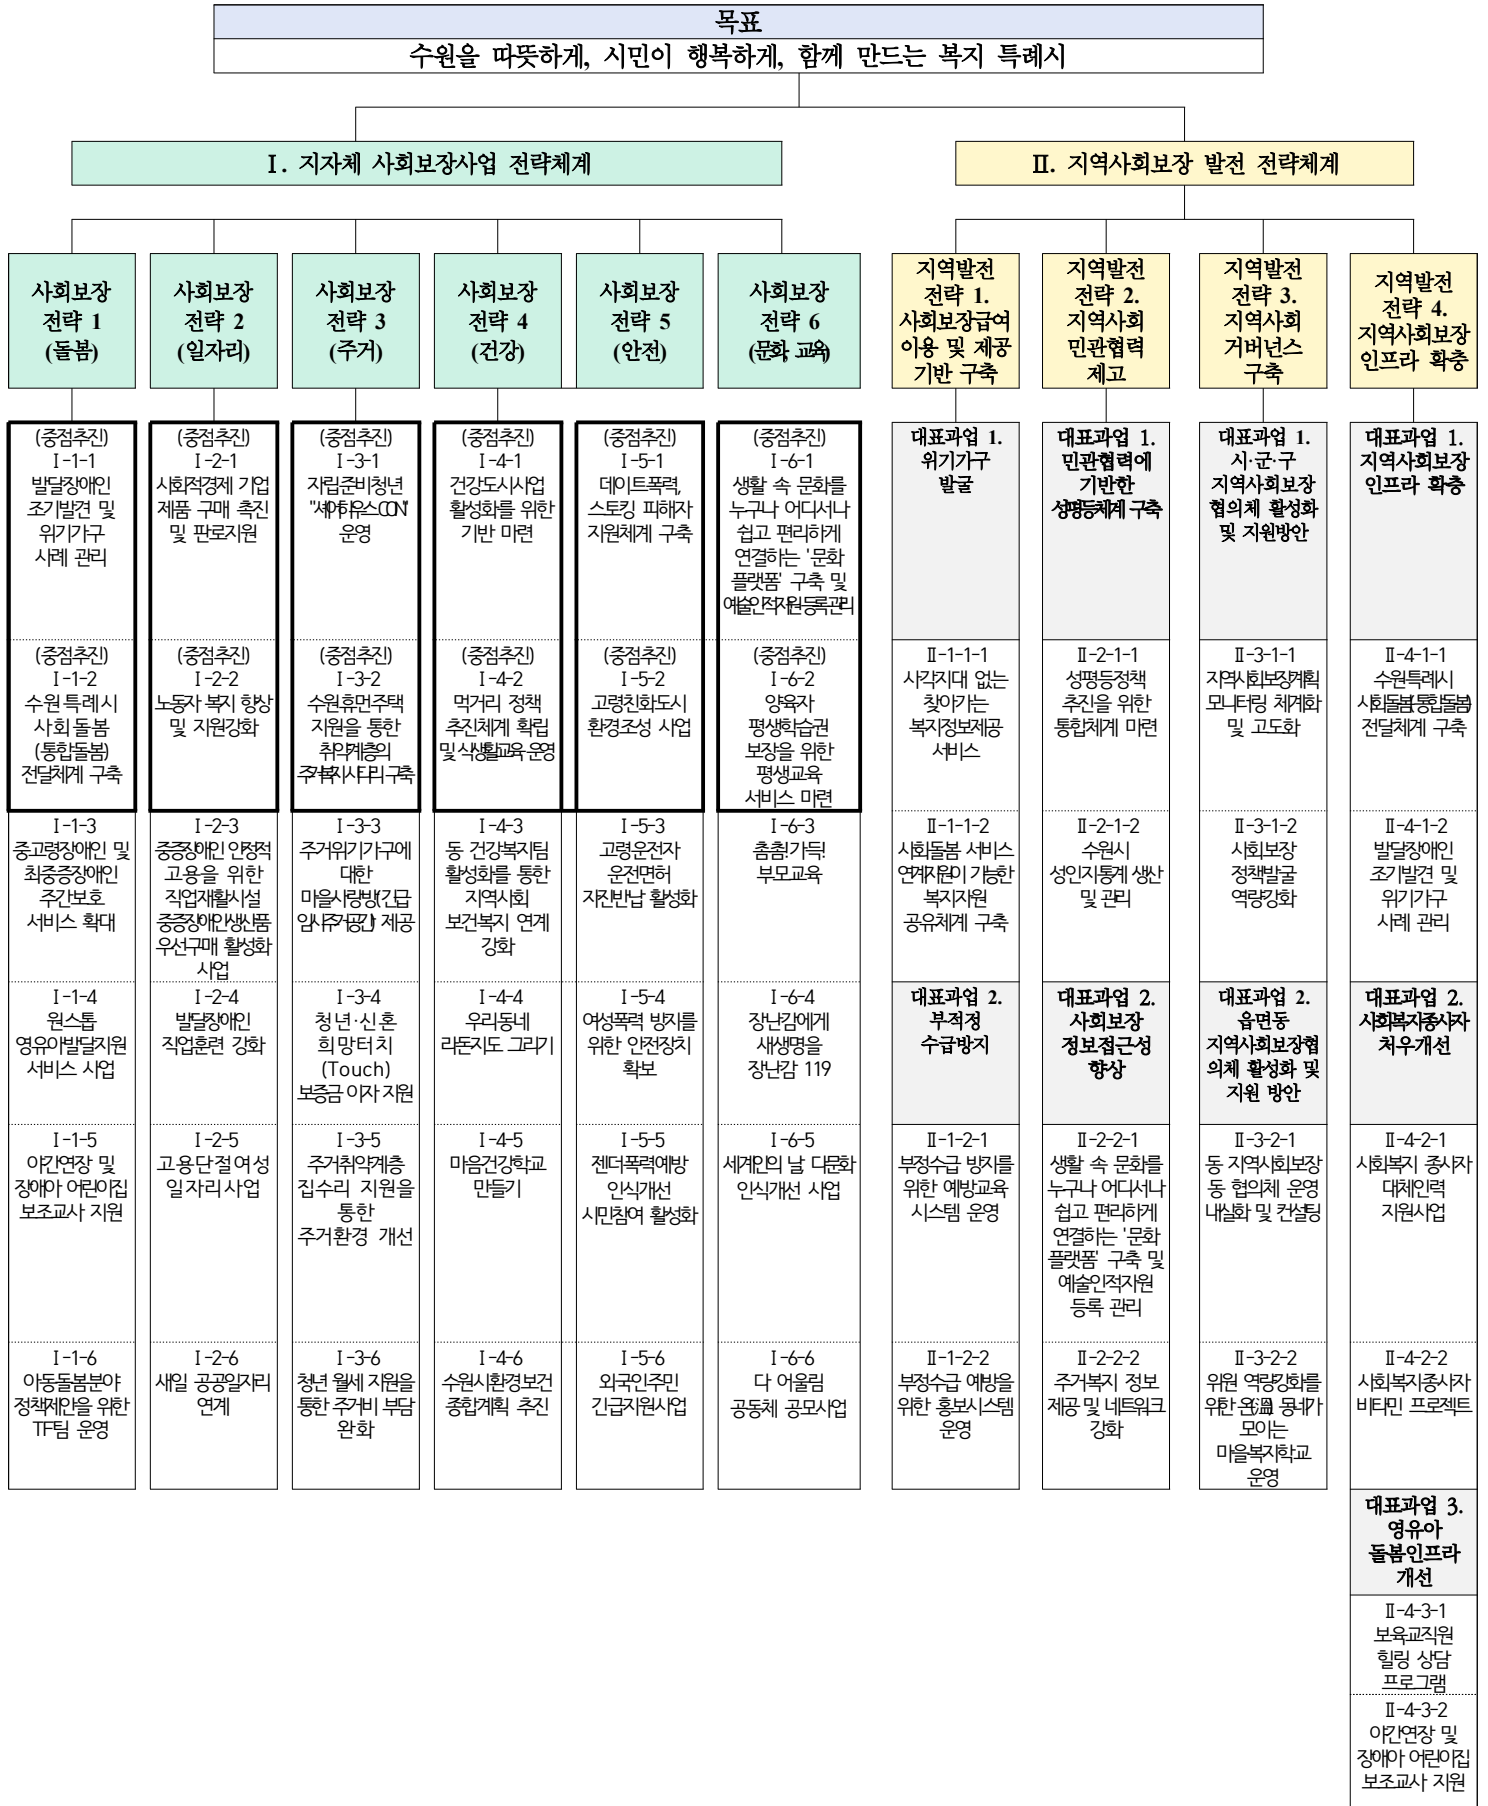 목표
수원을 따뜻하게, 시민이 행복하게, 함께 만드는 복지 특례시
Ⅰ. 지자체 사회보장사업 전략체계
Ⅱ. 지역사회보장 발전 전략체계
사회보장
전략 1
(돌봄)
사회보장
전략 2
(일자리)
사회보장
전략 3
(주거)
사회보장
전략 4
(건강)
사회보장
전략 5
(안전)
사회보장
전략 6
(문화, 교육)
지역발전
전략 1.
사회보장급여
이용 및 제공
기반 구축
지역발전
전략 2.
지역사회
민관협력
제고
지역발전
전략 3.
지역사회
거버넌스
구축
지역발전
전략 4.
지역사회보장
인프라 확충
(중점추진)
Ⅰ-1-1
발달장애인
조기발견 및
위기가구
사례 관리
(중점추진)
Ⅰ-1-2
수원특례시
사회돌봄
(통합돌봄)
전달체계 구축
Ⅰ-1-3
중고령장애인 및
최중증장애인
주간보호
서비스 확대
Ⅰ-1-4
원스톱
영유아발달지원
서비스 사업
Ⅰ-1-5
야간연장 및
장애아 어린이집
보조교사 지원
Ⅰ-1-6
아동돌봄분야
정책제안을 위한
TF팀 운영
(중점추진)
Ⅰ-2-1
사회적경제 기업
제품 구매 촉진
및 판로지원
(중점추진)
Ⅰ-2-2
노동자 복지 향상
및 지원강화
Ⅰ-2-3
중증장애인 안정적
고용을 위한
직업재활시설
중증장애인생산품
우선구매 활성화
사업
Ⅰ-2-4
발달장애인
직업훈련 강화
Ⅰ-2-5
고용단절여성
일자리사업
Ⅰ-2-6
새일 공공일자리
연계
(중점추진)
Ⅰ-3-1
자립준비청년
"셰어하우스CON"
운영
(중점추진)
Ⅰ-3-2
수원휴먼주택
지원을 통한
취약계층의
주거복지사다리 구축
Ⅰ-3-3
주거위기가구에
대한
마을사랑방(긴급
임시주거공간) 제공
Ⅰ-3-4
청년·신혼
희망터치
(Touch)
보증금 이자 지원
Ⅰ-3-5
주거취약계층
집수리 지원을
통한
주거환경 개선
Ⅰ-3-6
청년 월세 지원을
통한 주거비 부담
완화
(중점추진)
Ⅰ-4-1
건강도시사업
활성화를 위한
기반 마련
(중점추진)
Ⅰ-4-2
먹거리 정책
추진체계 확립
및 식생활교육 운영
Ⅰ-4-3
동 건강복지팀
활성화를 통한
지역사회
보건복지 연계
강화
Ⅰ-4-4
우리동네
라돈지도 그리기
Ⅰ-4-5
마음건강학교
만들기
Ⅰ-4-6
수원시환경보건
종합계획 추진
(중점추진)
Ⅰ-5-1
데이트폭력,
스토킹 피해자
지원체계 구축
(중점추진)
Ⅰ-5-2
고령친화도시
환경조성 사업
Ⅰ-5-3
고령운전자
운전면허
자진반납 활성화
Ⅰ-5-4
여성폭력 방지를
위한 안전장치
확보
Ⅰ-5-5
젠더폭력예방
인식개선
시민참여 활성화
Ⅰ-5-6
외국인주민
긴급지원사업
(중점추진)
Ⅰ-6-1
생활 속 문화를
누구나 어디서나
쉽고 편리하게
연결하는 '문화
플랫폼' 구축 및
예술인적자원등록관리
(중점추진)
Ⅰ-6-2
양육자
평생학습권
보장을 위한
평생교육
서비스 마련
Ⅰ-6-3
촘촘!가득!
부모교육
Ⅰ-6-4
장난감에게
새생명을
장난감 119
Ⅰ-6-5
세계인의 날 다문화
인식개선 사업
Ⅰ-6-6
다 어울림
공동체 공모사업
대표과업 1.
위기가구
발굴
Ⅱ-1-1-1
사각지대 없는
찾아가는
복지정보제공
서비스
Ⅱ-1-1-2
사회돌봄 서비스
연계지원이 가능한
복지자원
공유체계 구축
대표과업 2.
부적정
수급방지
Ⅱ-1-2-1
부정수급 방지를
위한 예방교육
시스템 운영
Ⅱ-1-2-2
부정수급 예방을
위한 홍보시스템
운영
대표과업 1.
민관협력에
기반한
성평등체계 구축
Ⅱ-2-1-1
성평등정책
추진을 위한
통합체계 마련
Ⅱ-2-1-2
수원시
성인지통계 생산
및 관리
대표과업 2.
사회보장
정보접근성
향상
Ⅱ-2-2-1
생활 속 문화를
누구나 어디서나
쉽고 편리하게
연결하는 '문화
플랫폼' 구축 및
예술인적자원
등록 관리
Ⅱ-2-2-2
주거복지 정보
제공 및 네트워크
강화
대표과업 1.
시·군·구
지역사회보장
협의체 활성화
및 지원방안
Ⅱ-3-1-1
지역사회보장계획
모니터링 체계화
및 고도화
Ⅱ-3-1-2
사회보장
정책발굴
역량강화
대표과업 2.
읍면동
지역사회보장협
의체 활성화 및
지원 방안
Ⅱ-3-2-1
동 지역사회보장
동 협의체 운영
내실화 및 컨설팅
Ⅱ-3-2-2
위원 역량강화를
위한 온(溫) 동네가
모이는
마을복지학교
운영
대표과업 1.
지역사회보장
인프라 확충
Ⅱ-4-1-1
수원특례시
사회돌봄(통합돌봄)
전달체계 구축
Ⅱ-4-1-2
발달장애인
조기발견 및
위기가구
사례 관리
대표과업 2.
사회복지종사자
처우개선
Ⅱ-4-2-1
사회복지 종사자
대체인력
지원사업
Ⅱ-4-2-2
사회복지종사자
비타민 프로젝트
대표과업 3.
영유아
돌봄인프라
개선
Ⅱ-4-3-1
보육교직원
힐링 상담
프로그램
Ⅱ-4-3-2
야간연장 및
장애아 어린이집
보조교사 지원